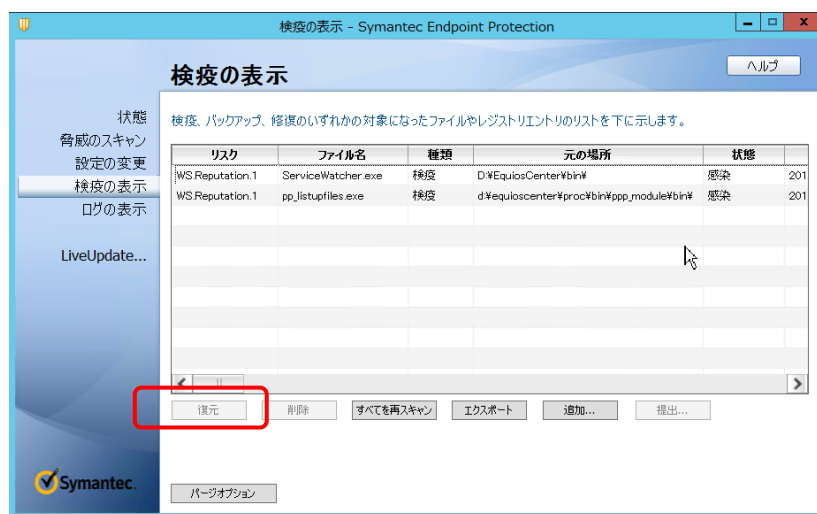 検疫の表示 - Symantec Endpoint Protection
検疫の表示
ヘルプ
状態
脅威のスキャン
設定の変更
検疫の表示
ログの表示
LiveUpdate...
検疫、バックアップ、修復のいずれかの対象になったファイルやレジストリエントリのリストを下に示します。
リスク ファイル名 種類 元の場所 状態
WS.Reputation.1 ServiceWatcher.exe 検疫 D:¥EquiosCenter¥bin¥ 感染 201
WS.Reputation.1 pp_listupfiles.exe 検疫 d:¥equioscenter¥proc¥bin¥ppp_module¥bin¥ 感染 201
復元 削除 すべてを再スキャン エクスポート 追加... 提出...
Symantec.
パージオプション